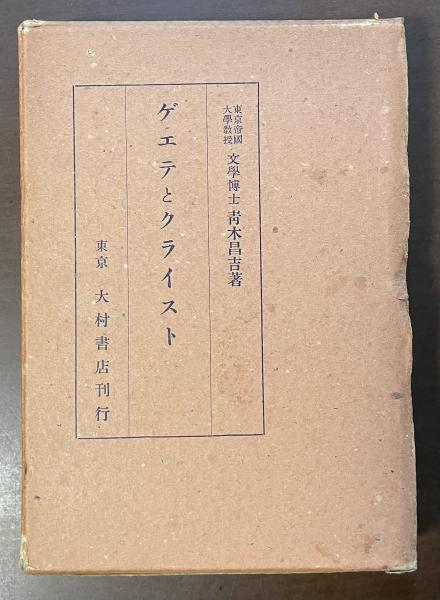 東京帝國大學教授 文學博士 靑木昌吉著
ゲエテとクライスト
東京 大村書店刊行